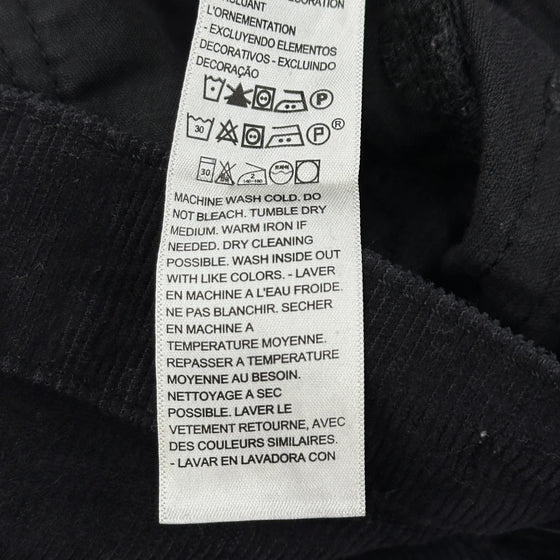 L'ORNEMENTATION
- EXCLUYENDO ELEMENTOS
DECORATIVOS - EXCLUINDO
DECORAÇÃO
P
30 P ®
30 2
MACHINE WASH COLD. DO
NOT BLEACH. TUMBLE DRY
MEDIUM. WARM IRON IF
NEEDED. DRY CLEANING
POSSIBLE. WASH INSIDE OUT
WITH LIKE COLORS. - LAVER
EN MACHINE A L'EAU FROIDE.
NE PAS BLANCHIR. SECHER
EN MACHINE A
TEMPERATURE MOYENNE.
REPASSER A TEMPERATURE
MOYENNE AU BESOIN.
NETTOYAGE A SEC
POSSIBLE. LAVER LE
VETEMENT RETOURNE, AVEC
DES COULEURS SIMILAIRES.
- LAVAR EN LAVADORA CON